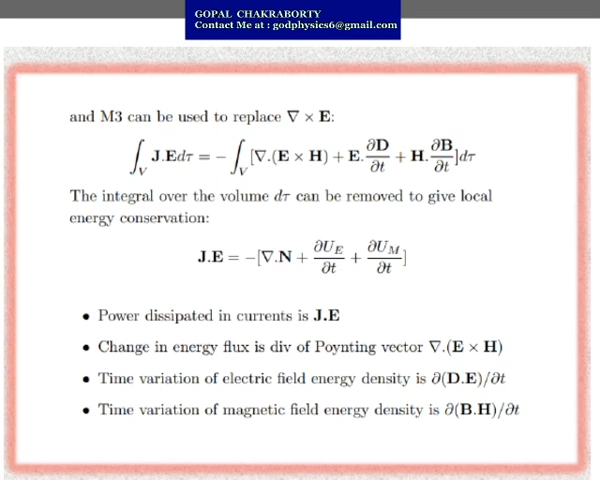 GOPAL CHAKRABORTY
Contact Me at : godphysics6@gmail.com
and M3 can be used to replace ∇ × E:
∫_V J.Edτ = − ∫_V [∇.(E × H) + E.∂D/∂t + H.∂B/∂t]dτ
The integral over the volume dτ can be removed to give local
energy conservation:
J.E = −[∇.N + ∂U_E/∂t + ∂U_M/∂t]
• Power dissipated in currents is J.E
• Change in energy flux is div of Poynting vector ∇.(E × H)
• Time variation of electric field energy density is ∂(D.E)/∂t
• Time variation of magnetic field energy density is ∂(B.H)/∂t